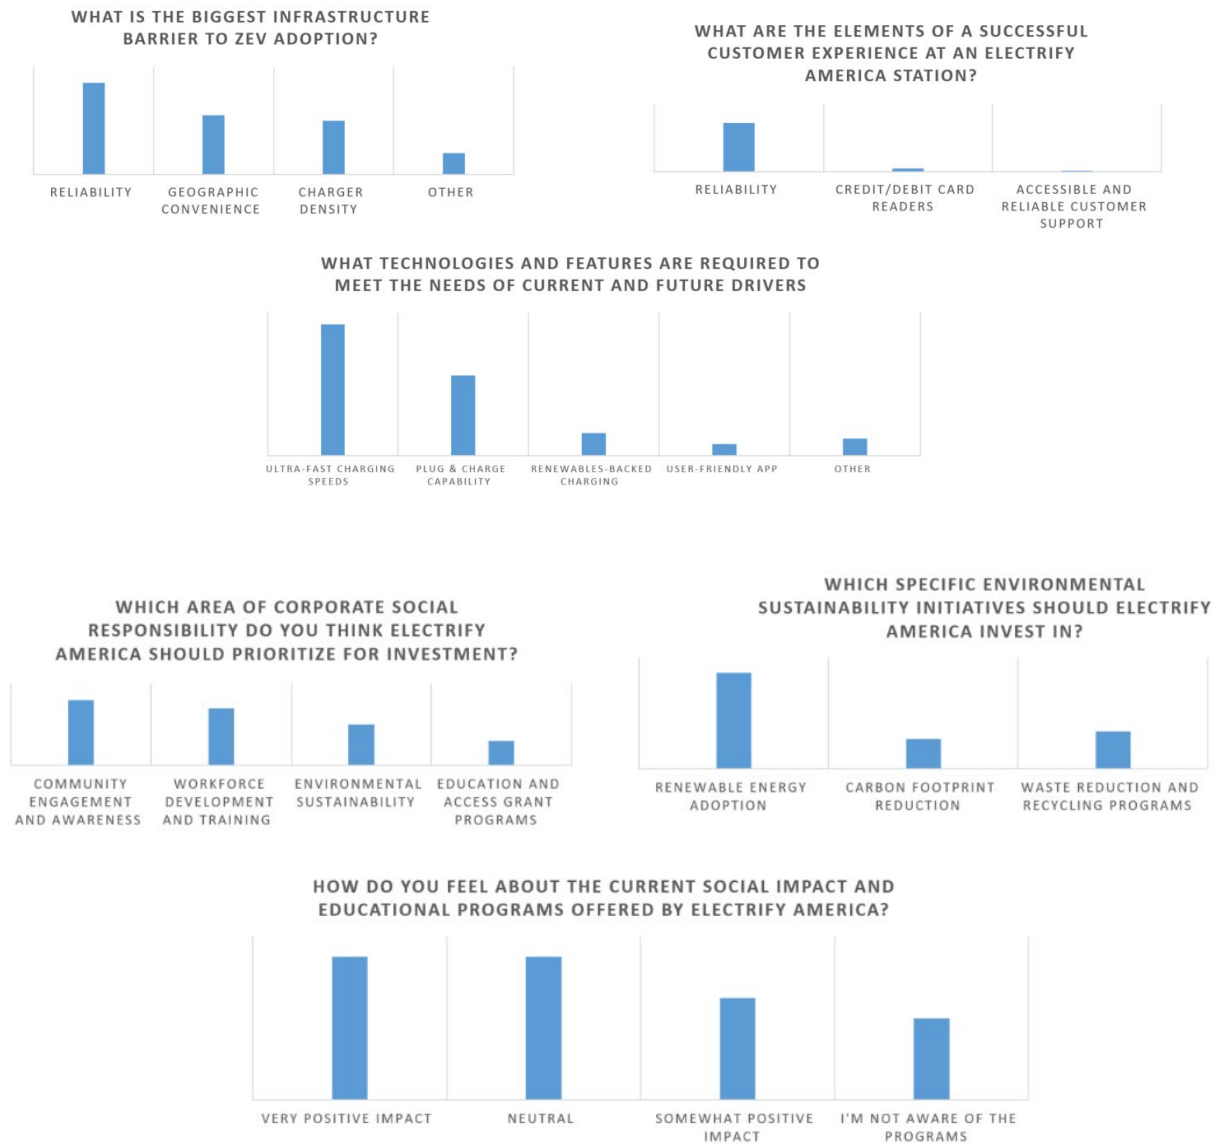 WHAT IS THE BIGGEST INFRASTRUCTURE
BARRIER TO ZEV ADOPTION?
RELIABILITY
GEOGRAPHIC
CONVENIENCE
CHARGER
DENSITY
OTHER
WHAT ARE THE ELEMENTS OF A SUCCESSFUL
CUSTOMER EXPERIENCE AT AN ELECTRIFY
AMERICA STATION?
RELIABILITY
CREDIT/DEBIT CARD
READERS
ACCESSIBLE AND
RELIABLE CUSTOMER
SUPPORT
WHAT TECHNOLOGIES AND FEATURES ARE REQUIRED TO
MEET THE NEEDS OF CURRENT AND FUTURE DRIVERS
ULTRA-FAST CHARGING
SPEEDS
PLUG & CHARGE
CAPABILITY
RENEWABLES-BACKED
CHARGING
USER-FRIENDLY APP
OTHER
WHICH AREA OF CORPORATE SOCIAL
RESPONSIBILITY DO YOU THINK ELECTRIFY
AMERICA SHOULD PRIORITIZE FOR INVESTMENT?
COMMUNITY
ENGAGEMENT
AND AWARENESS
WORKFORCE
DEVELOPMENT
AND TRAINING
ENVIRONMENTAL
SUSTAINABILITY
EDUCATION AND
ACCESS GRANT
PROGRAMS
WHICH SPECIFIC ENVIRONMENTAL
SUSTAINABILITY INITIATIVES SHOULD ELECTRIFY
AMERICA INVEST IN?
RENEWABLE ENERGY
ADOPTION
CARBON FOOTPRINT
REDUCTION
WASTE REDUCTION AND
RECYCLING PROGRAMS
HOW DO YOU FEEL ABOUT THE CURRENT SOCIAL IMPACT AND
EDUCATIONAL PROGRAMS OFFERED BY ELECTRIFY AMERICA?
VERY POSITIVE IMPACT
NEUTRAL
SOMEWHAT POSITIVE
IMPACT
I'M NOT AWARE OF THE
PROGRAMS